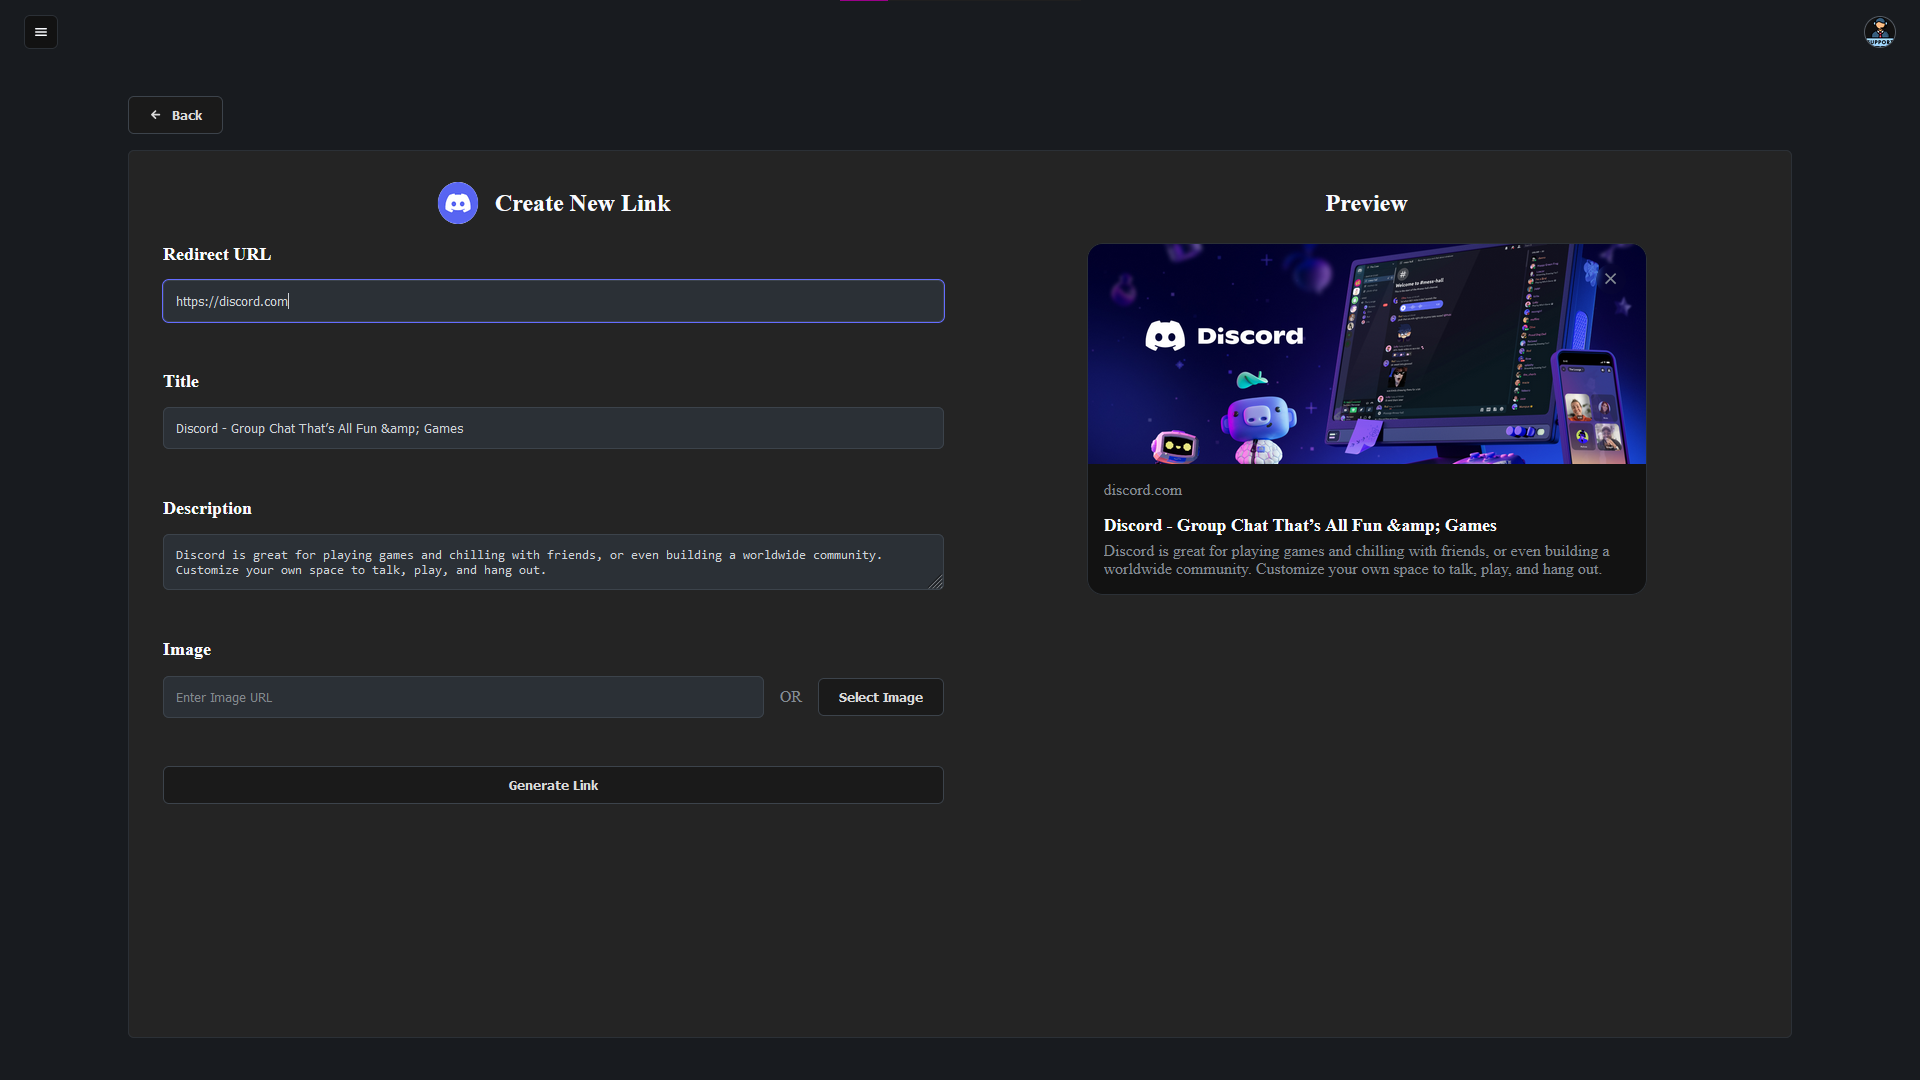 SUPPORT
Back
Create New Link
Redirect URL
https://discord.com
Title
Discord - Group Chat That’s All Fun &amp; Games
Description
Discord is great for playing games and chilling with friends, or even building a worldwide community.
Customize your own space to talk, play, and hang out.
Image
Enter Image URL
OR
Select Image
Generate Link
Preview
Discord
discord.com
Discord - Group Chat That’s All Fun &amp; Games
Discord is great for playing games and chilling with friends, or even building a
worldwide community. Customize your own space to talk, play, and hang out.